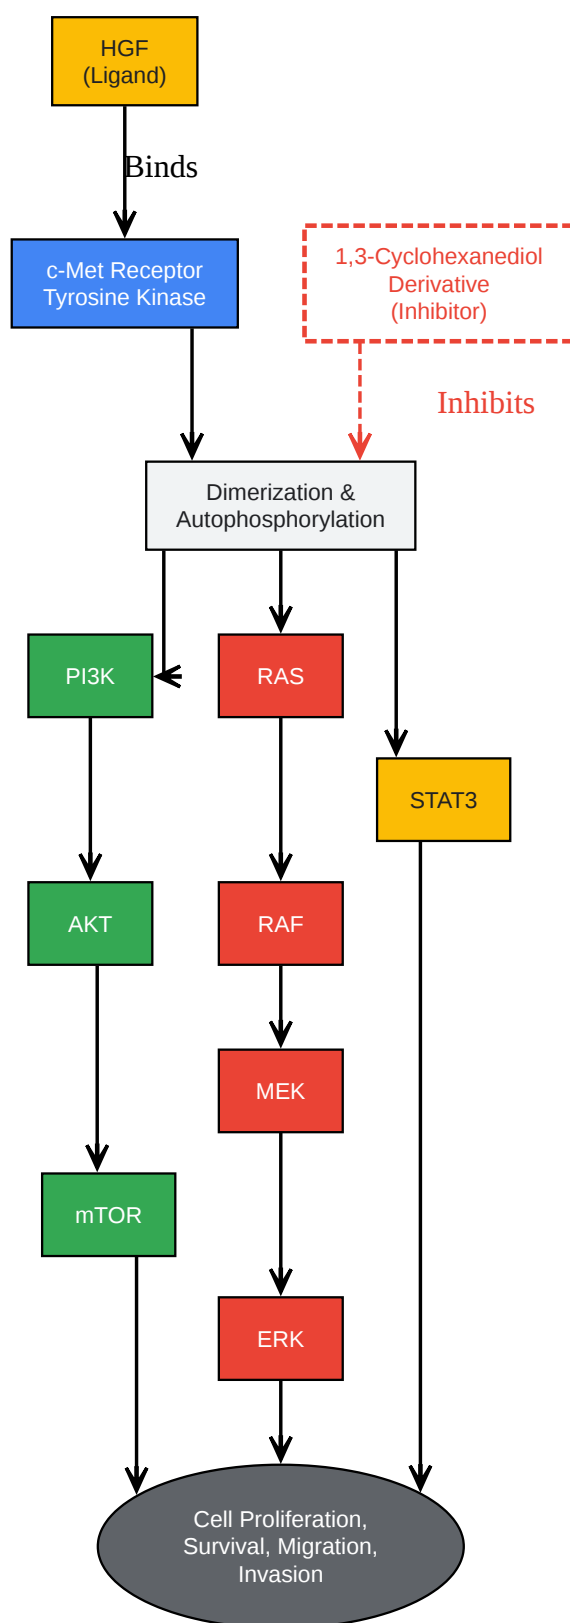 HGF
(Ligand)
Binds
c-Met Receptor
Tyrosine Kinase
1,3-Cyclohexanediol
Derivative
(Inhibitor)
Inhibits
Dimerization &
Autophosphorylation
PI3K
RAS
STAT3
AKT
RAF
MEK
mTOR
ERK
Cell Proliferation,
Survival, Migration,
Invasion